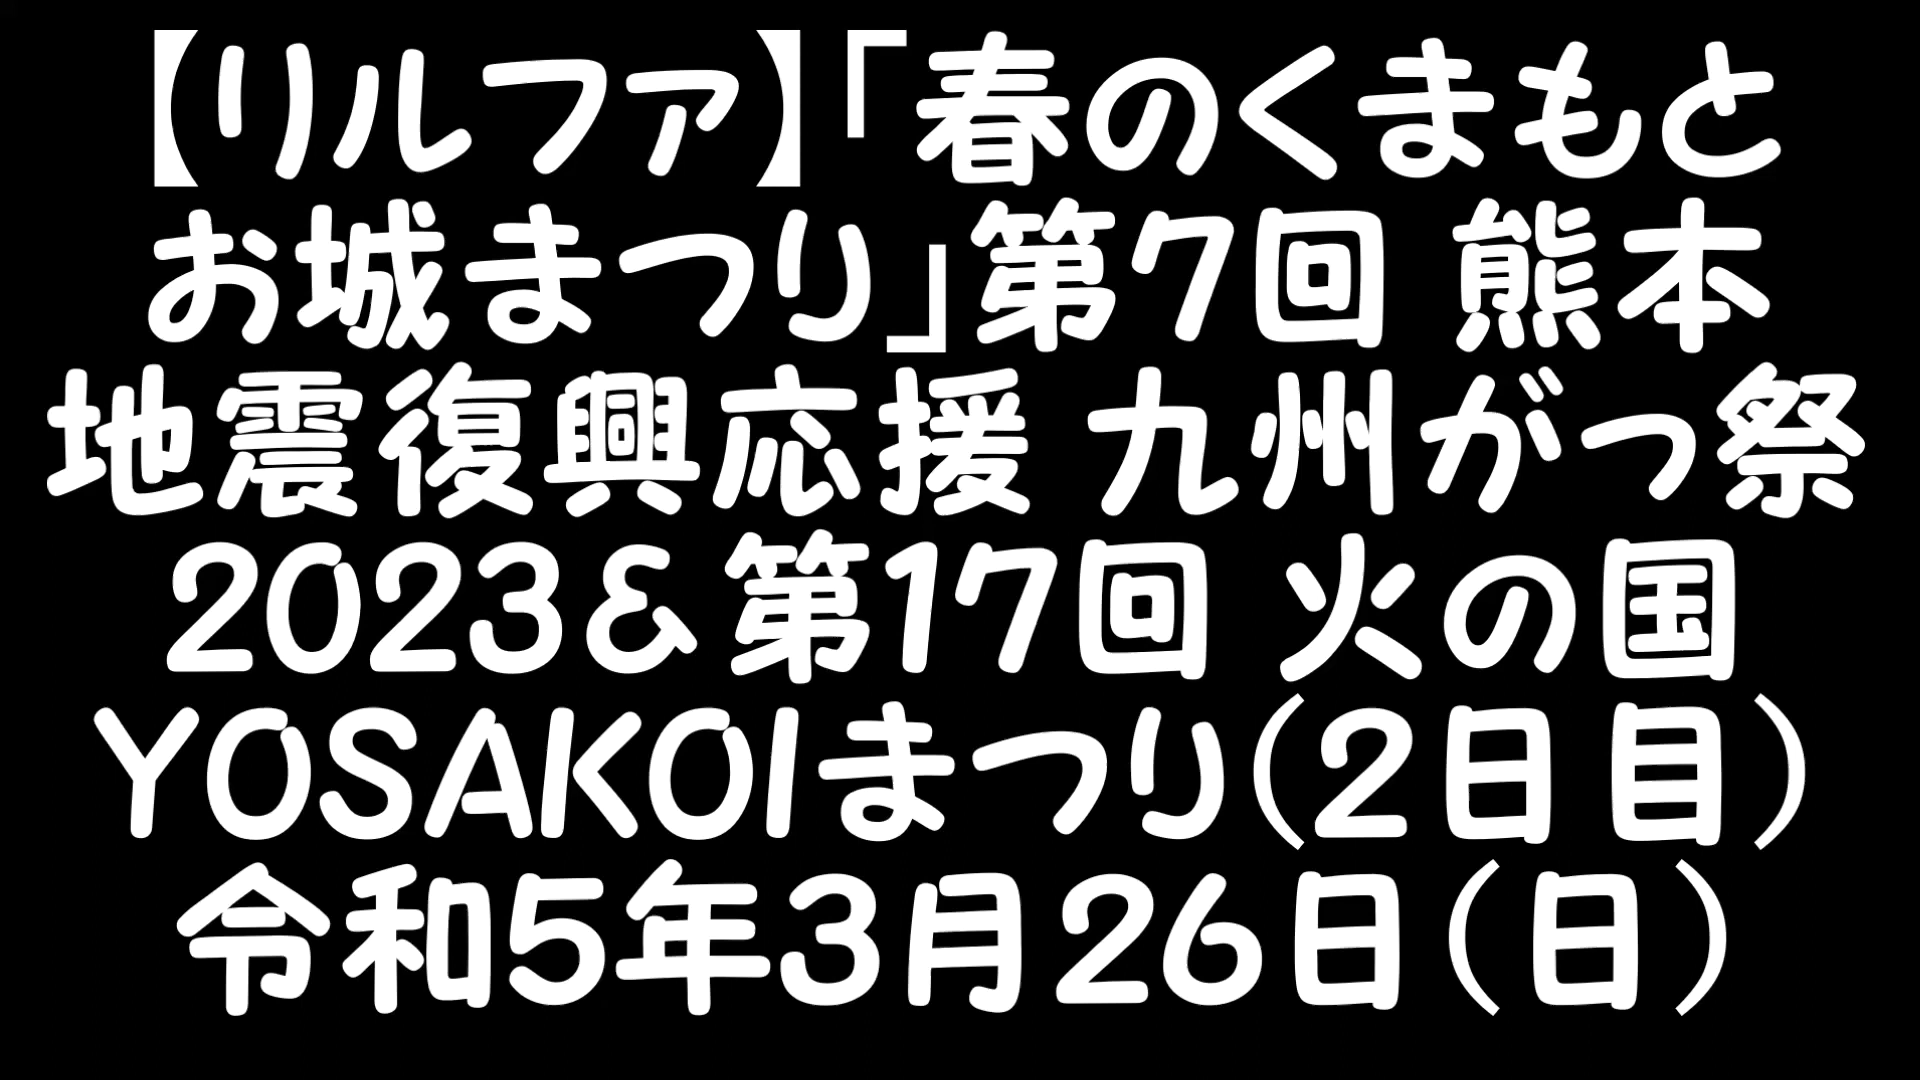 【リルファ】「春のくまもと
お城まつり」第7回 熊本
地震復興応援 九州がっ祭
2023&第17回 火の国
YOSAKOIまつり(2日目)
令和5年3月26日(日)